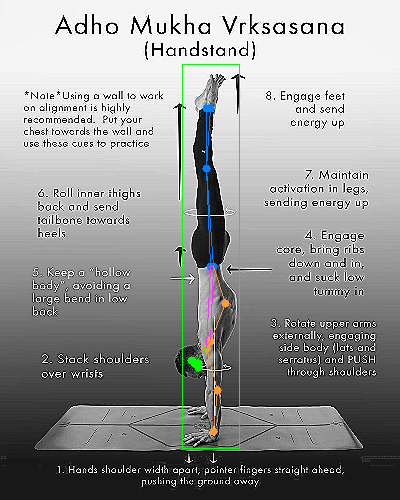 Adho Mukha Vrksasana
(Handstand)
*Note*Using a wall to work
on alignment is highly
recommended. Put your
chest towards the wall and
use these cues to practice
8. Engage feet
and send
energy up
7. Maintain
activation in legs,
sending energy up
6. Roll inner thighs
back and send
tailbone towards
heels
4. Engage
core, bring ribs
down and in,
and suck low
tummy in
5. Keep a "hollow
body", avoiding a
large bend in low
back
3. Rotate upper arms
externally, engaging
side body (lats and
serratus) and PUSH
through shoulders
2. Stack shoulders
over wrists
1. Hands shoulder width apart, pointer fingers straight ahead,
pushing the ground away